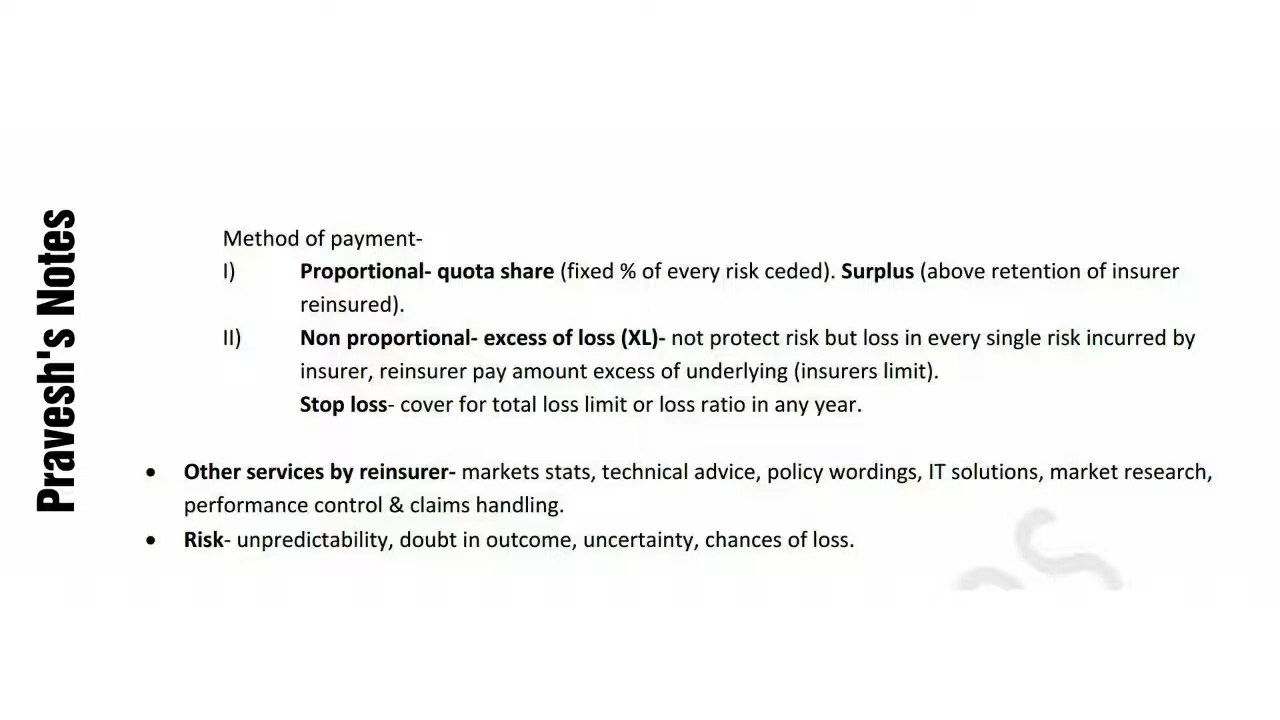 Pravesh's Notes
Method of payment-
I) Proportional- quota share (fixed % of every risk ceded). Surplus (above retention of insurer
reinsured).
II) Non proportional- excess of loss (XL)- not protect risk but loss in every single risk incurred by
insurer, reinsurer pay amount excess of underlying (insurers limit).
Stop loss- cover for total loss limit or loss ratio in any year.
• Other services by reinsurer- markets stats, technical advice, policy wordings, IT solutions, market research,
performance control & claims handling.
• Risk- unpredictability, doubt in outcome, uncertainty, chances of loss.